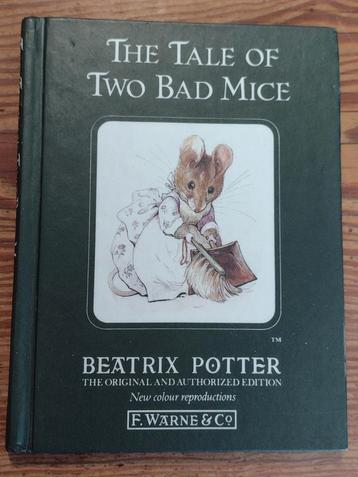 THE TALE OF
TWO BAD MICE
TM
BEATRIX POTTER
THE ORIGINAL AND AUTHORIZED EDITION
New colour reproductions
F. WARNE & Co